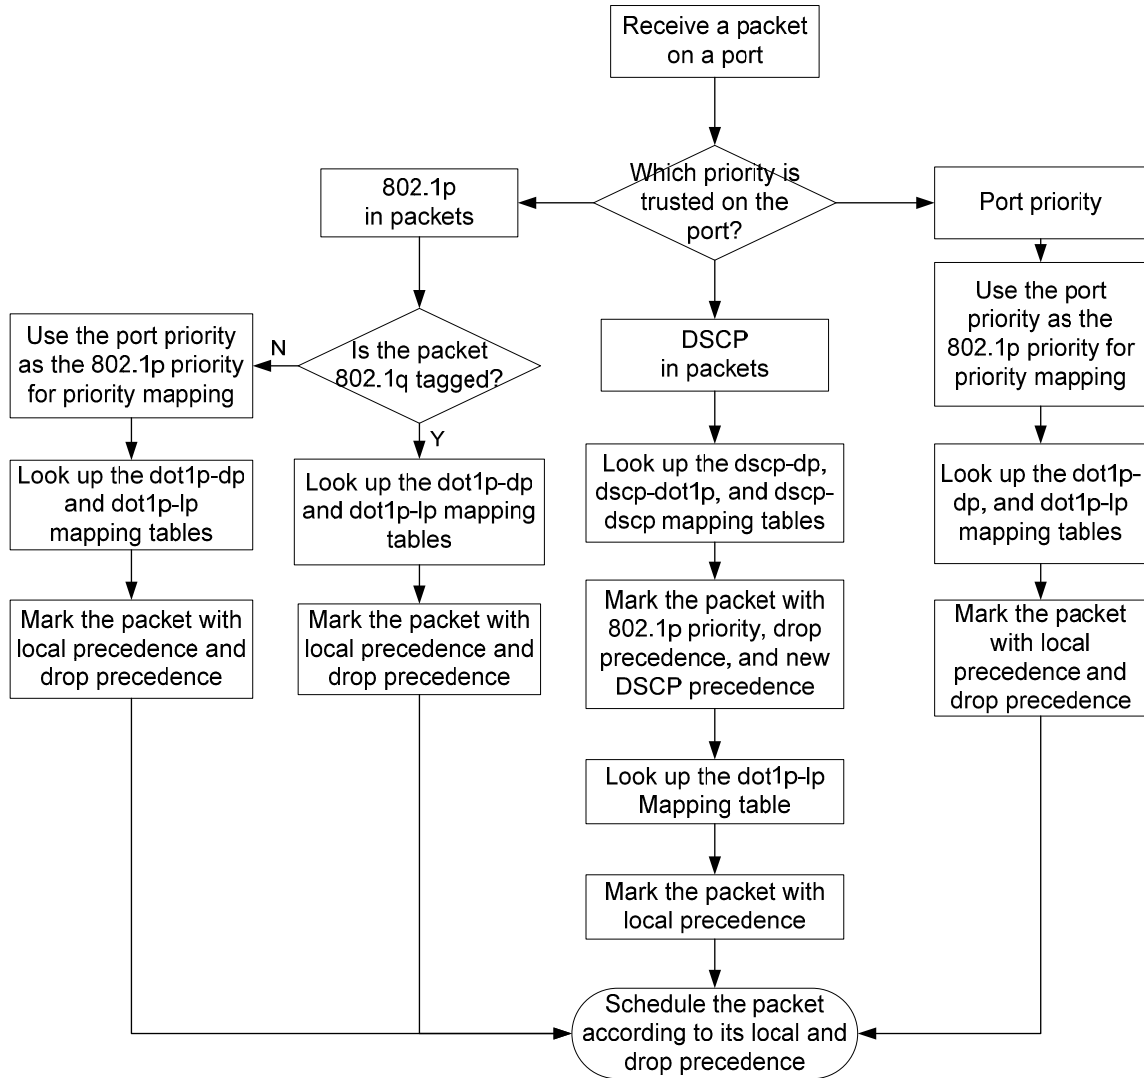 Receive a packet
on a port
Which priority is
trusted on the
port?
802.1p
in packets
Port priority
Is the packet
802.1q tagged?
N
Y
Use the port priority
as the 802.1p priority
for priority mapping
Look up the dot1p-dp
and dot1p-lp
mapping tables
Mark the packet with
local precedence and
drop precedence
Look up the dot1p-dp
and dot1p-lp mapping
tables
Mark the packet with
local precedence and
drop precedence
DSCP
in packets
Look up the dscp-dp,
dscp-dot1p, and dscp-
dscp mapping tables
Mark the packet with
802.1p priority, drop
precedence, and new
DSCP precedence
Look up the dot1p-lp
Mapping table
Mark the packet with
local precedence
Use the port
priority as the
802.1p priority for
priority mapping
Look up the dot1p-
dp, and dot1p-lp
mapping tables
Mark the packet
with local
precedence and
drop precedence
Schedule the packet
according to its local and
drop precedence